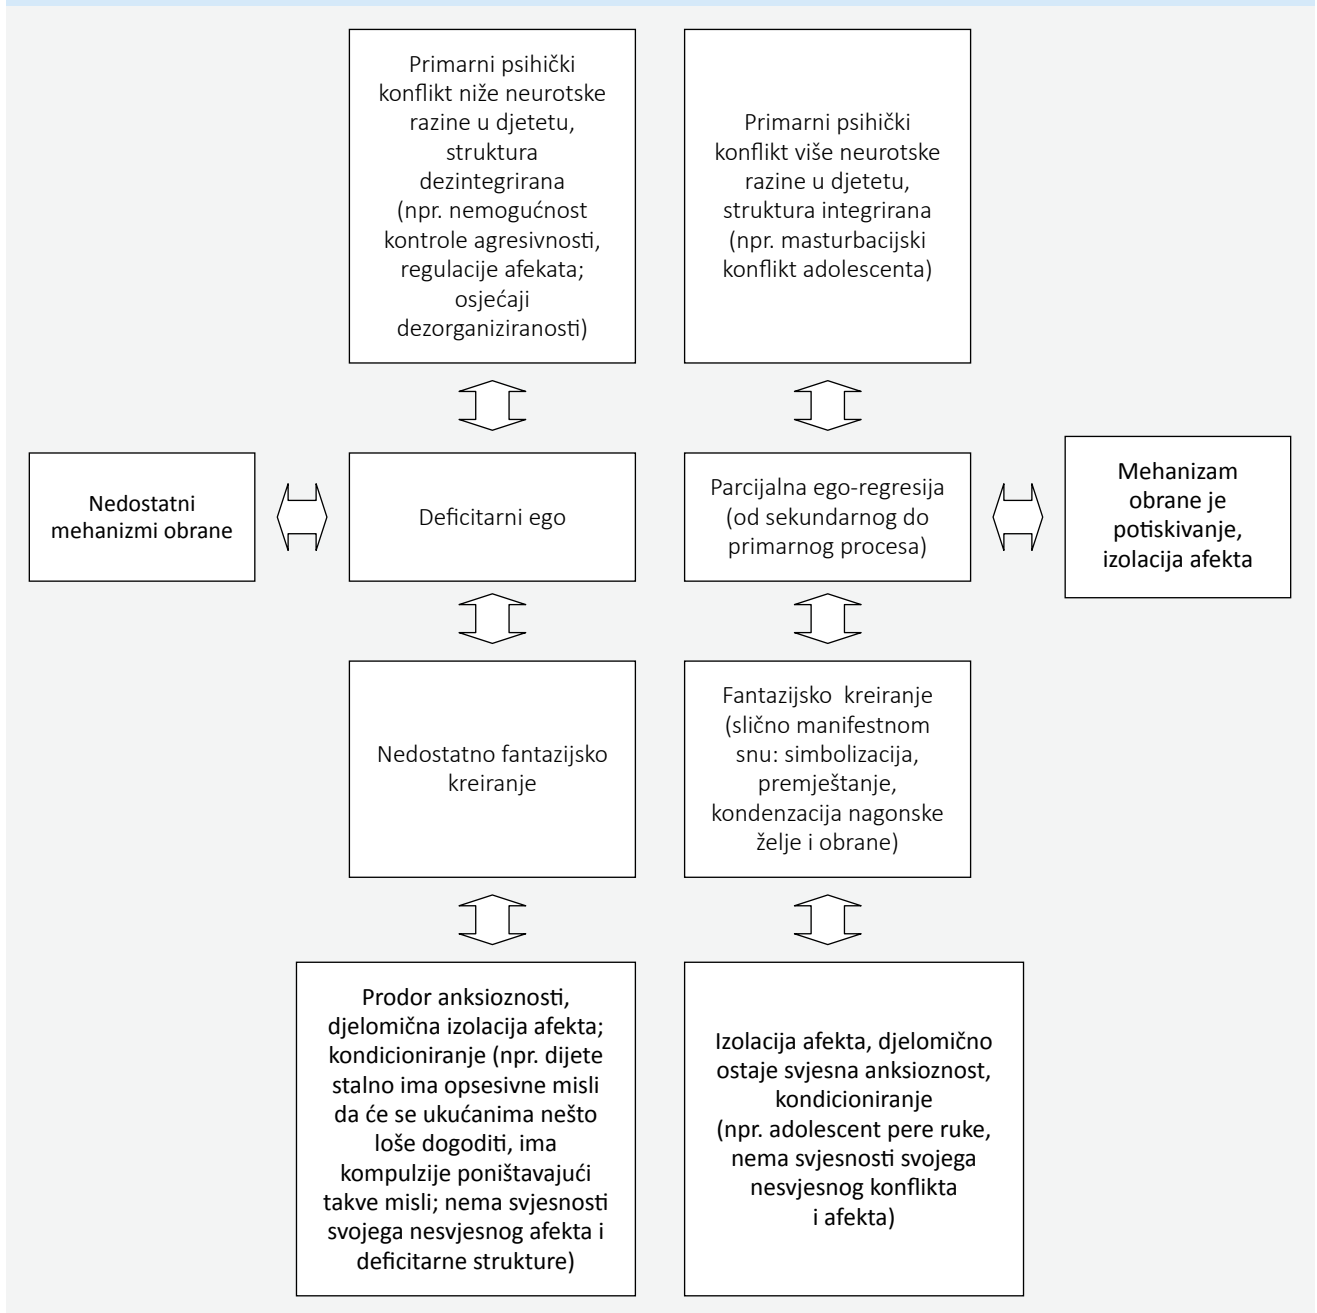 Primarni psihički
konflikt niže neurotske
razine u djetetu,
struktura
dezintegrirana
(npr. nemogućnost
kontrole agresivnosti,
regulacije afekata;
osjećaji
dezorganiziranosti)
Primarni psihički
konflikt više neurotske
razine u djetetu,
struktura integrirana
(npr. masturbacijski
konflikt adolescenta)
Nedostatni
mehanizmi obrane
Deficitarni ego
Parcijalna ego-regresija
(od sekundarnog do
primarnog procesa)
Mehanizam
obrane je
potiskivanje,
izolacija afekta
Nedostatno fantazijsko
kreiranje
Fantazijsko kreiranje
(slično manifestnom
snu: simbolizacija,
premještanje,
kondenzacija nagonske
želje i obrane)
Prodor anksioznosti,
djelomična izolacija afekta;
kondicioniranje (npr. dijete
stalno ima opsesivne misli
da će se ukućanima nešto
loše dogoditi, ima
kompulzije poništavajući
takve misli; nema svjesnosti
svojega nesvjesnog afekta i
deficitarne strukture)
Izolacija afekta, djelomično
ostaje svjesna anksioznost,
kondicioniranje
(npr. adolescent pere ruke,
nema svjesnosti svojega
nesvjesnog konflikta
i afekta)